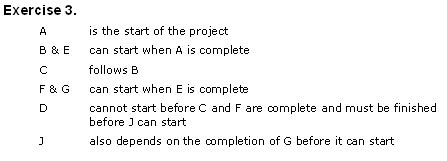 Exercise 3.
A is the start of the project
B & E can start when A is complete
C follows B
F & G can start when E is complete
D cannot start before C and F are complete and must be finished
before J can start
J also depends on the completion of G before it can start